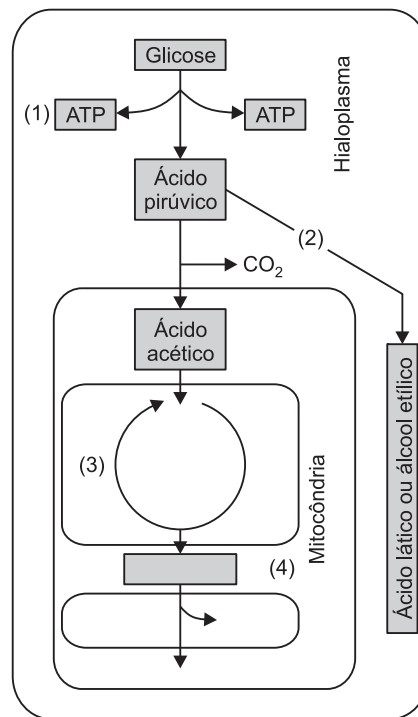 Glicose
(1)
ATP
ATP
Hialoplasma
Ácido
pirúvico
(2)
CO₂
Ácido
acético
(3)
Mitocôndria
(4)
Ácido lático ou álcool etílico